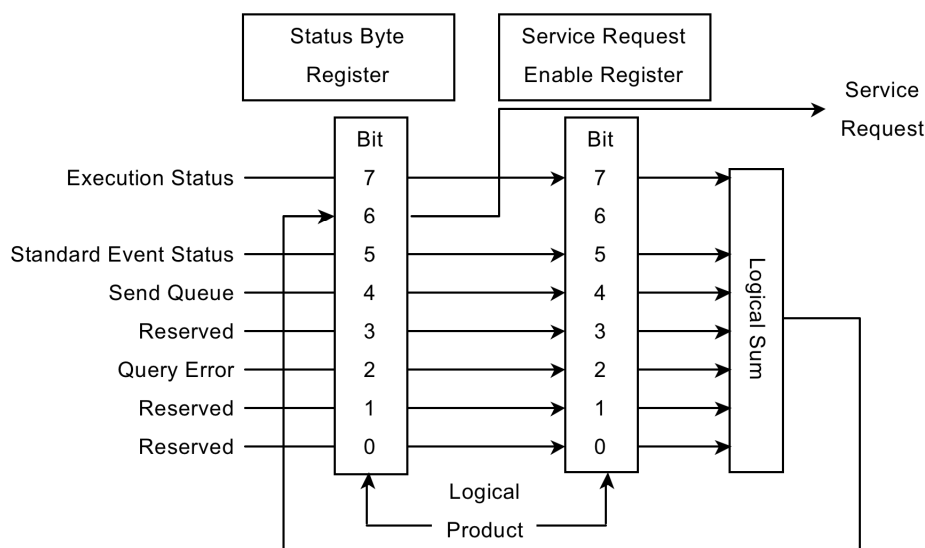 Status Byte
Register
Service Request
Enable Register
Service
Request
Bit
Bit
Execution Status 7 7
6 6
Standard Event Status 5 5
Send Queue 4 4
Reserved 3 3
Query Error 2 2
Reserved 1 1
Reserved 0 0
Logical Sum
Logical
Product